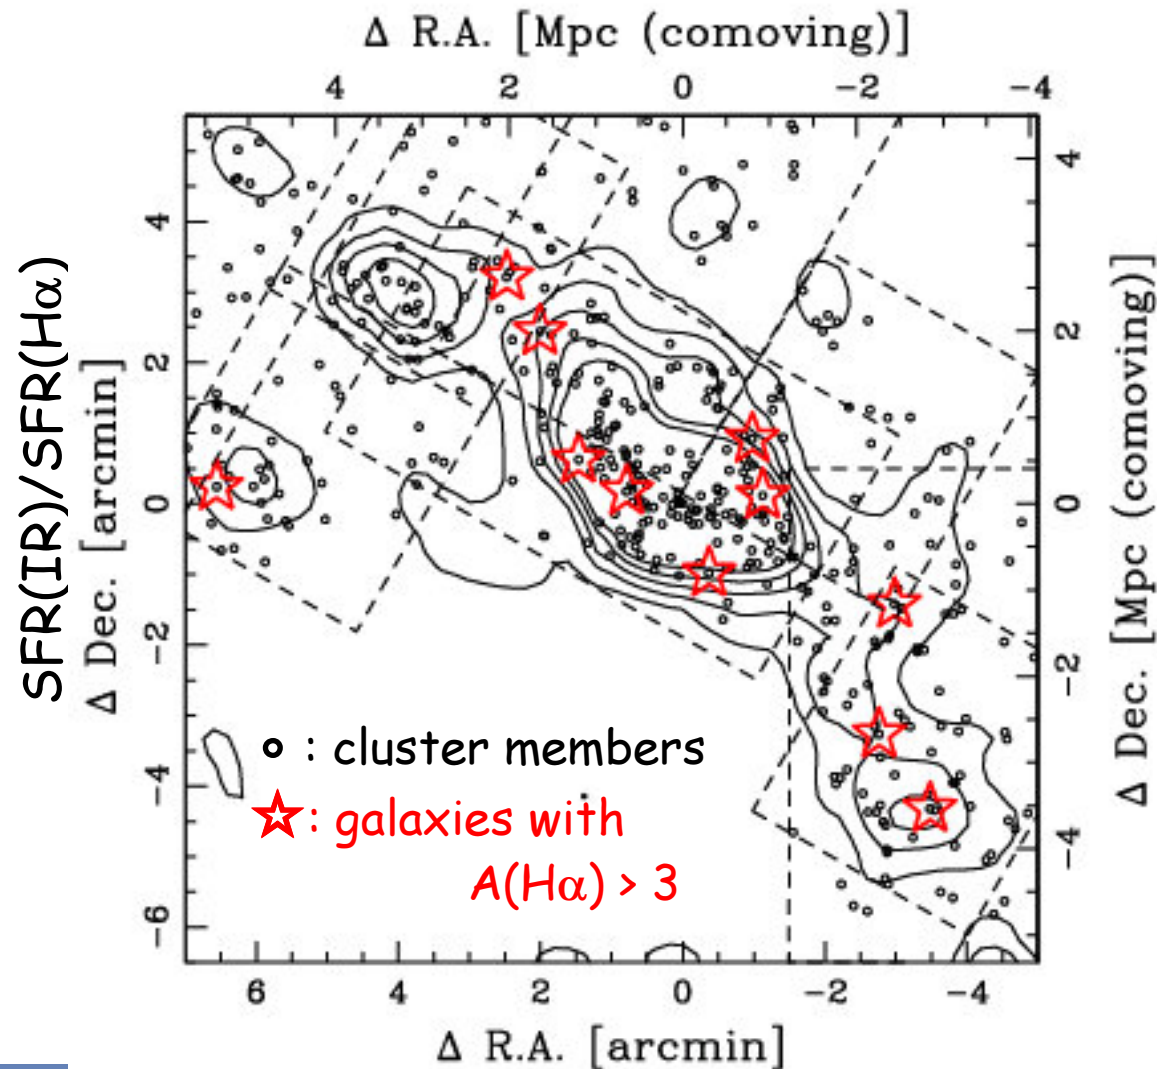 Δ R.A. [Mpc (comoving)]
4 2 0 −2 −4
SFR(IR)/SFR(Hα)
Δ Dec. [arcmin]
4
2
0
−2
−4
−6
4
2
0
−2
−4
Δ Dec. [Mpc (comoving)]
: cluster members
: galaxies with
A(Hα) > 3
6 4 2 0 −2 −4
Δ R.A. [arcmin]